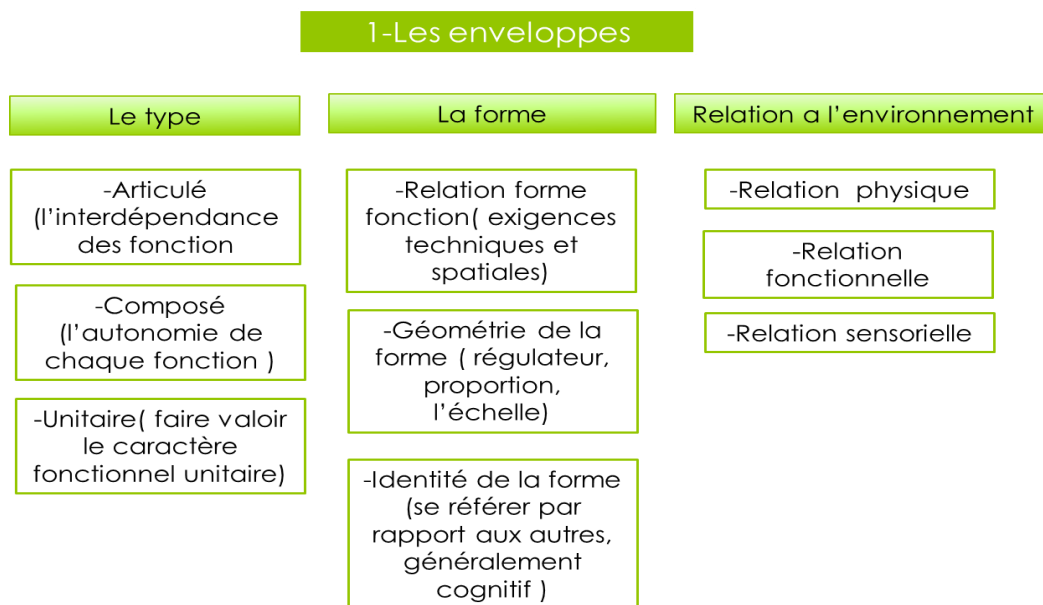 1-Les enveloppes
Le type
-Articulé
(l’interdépendance
des fonction
-Composé
(l’autonomie de
chaque fonction )
-Unitaire( faire valoir
le caractère
fonctionnel unitaire)
La forme
-Relation forme
fonction( exigences
techniques et
spatiales)
-Géométrie de la
forme ( régulateur,
proportion,
l’échelle)
-Identité de la forme
(se référer par
rapport aux autres,
généralement
cognitif )
Relation a l’environnement
-Relation physique
-Relation
fonctionnelle
-Relation sensorielle